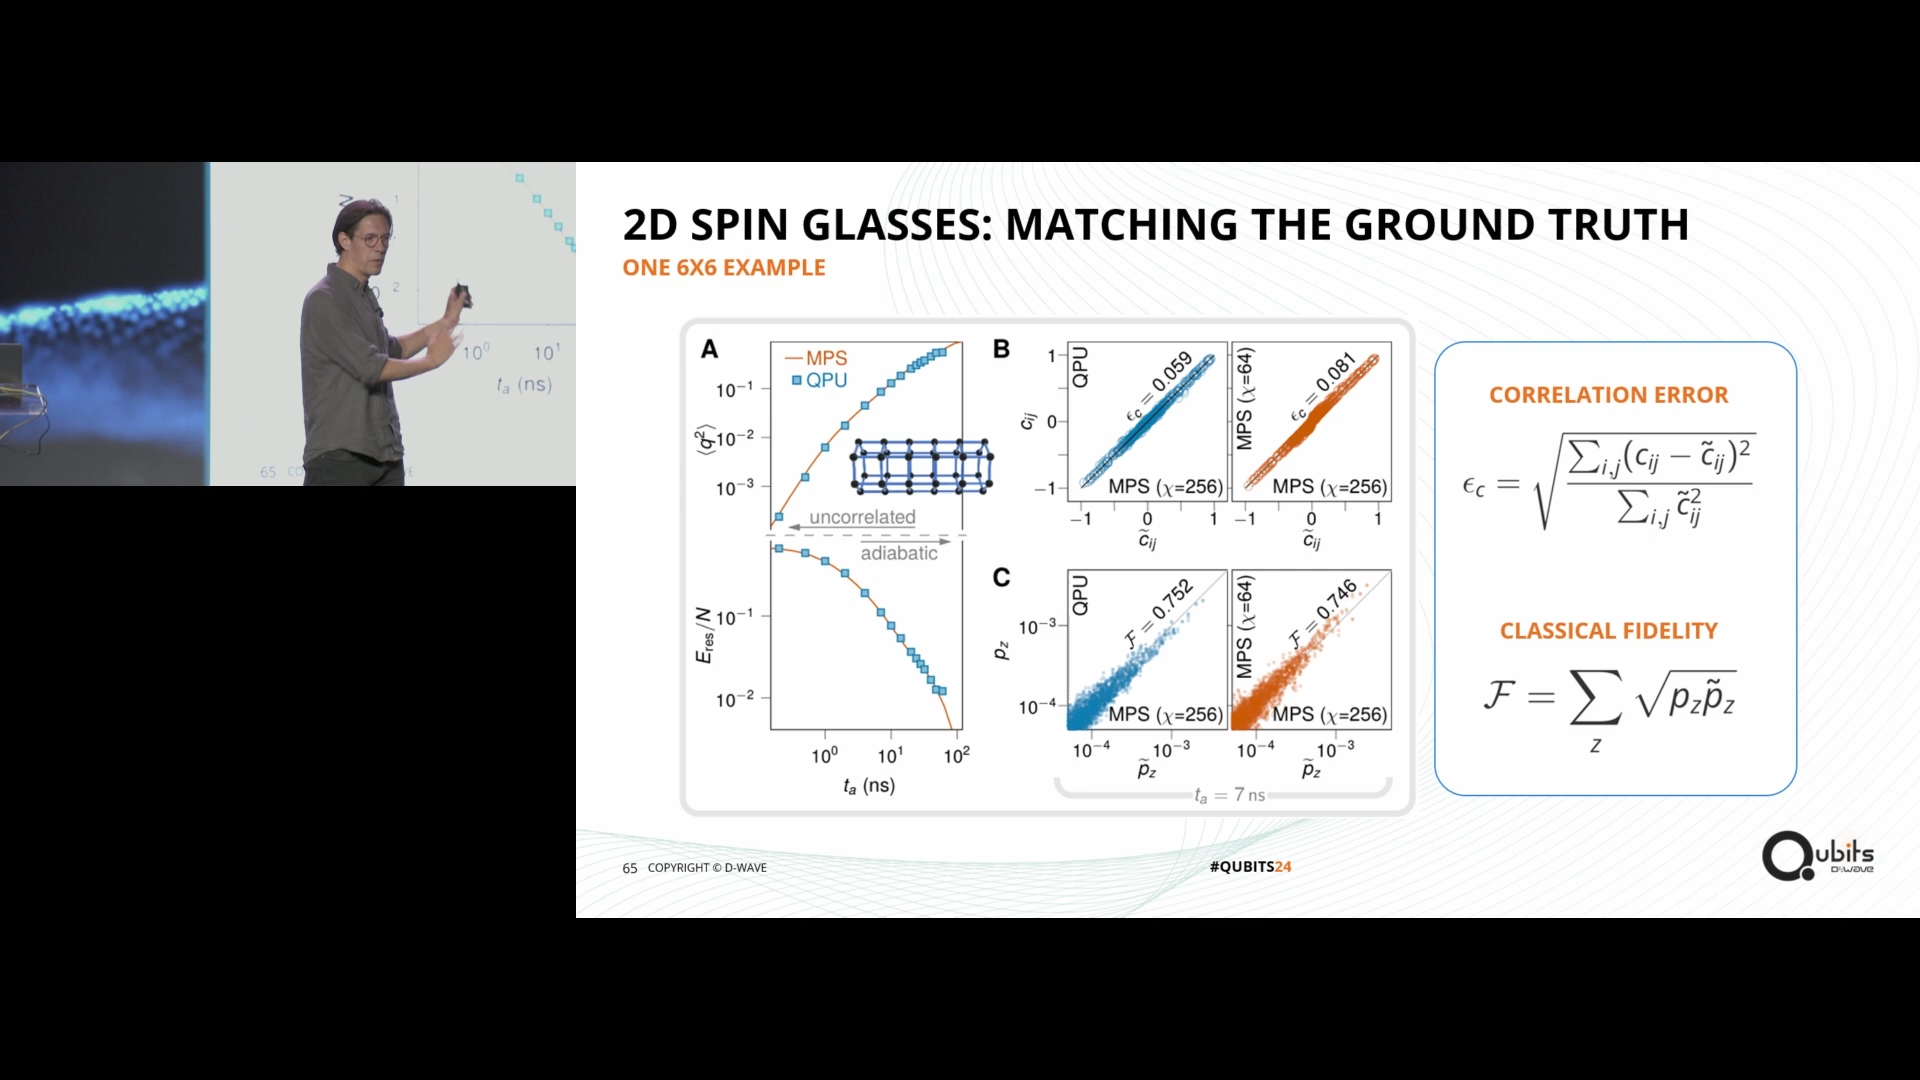 2D SPIN GLASSES: MATCHING THE GROUND TRUTH
ONE 6X6 EXAMPLE
A
MPS
QPU
10⁻¹
10⁻²
10⁻³
⟨q²⟩
uncorrelated
adiabatic
10⁻¹
10⁻²
E_res/N
10⁰ 10¹ 10²
t_a (ns)
B
QPU
ϵ_c = 0.059
MPS (χ=256)
1
0
−1
c_ij
−1 0 1
c̃_ij
MPS (χ=64)
ϵ_c = 0.081
MPS (χ=256)
−1 0 1
c̃_ij
C
QPU
ℱ = 0.752
MPS (χ=256)
10⁻³
10⁻⁴
p_z
10⁻⁴ 10⁻³
p̃_z
MPS (χ=64)
ℱ = 0.746
MPS (χ=256)
10⁻⁴ 10⁻³
p̃_z
t_a = 7 ns
CORRELATION ERROR
ϵ_c = √(∑_i,j (c_ij − c̃_ij)² / ∑_i,j c̃²_ij)
CLASSICAL FIDELITY
ℱ = ∑_z √(p_z p̃_z)
65 COPYRIGHT © D-WAVE
#QUBITS24
Qubits
D:WAVE
10⁰ 10¹
t_a (ns)
65